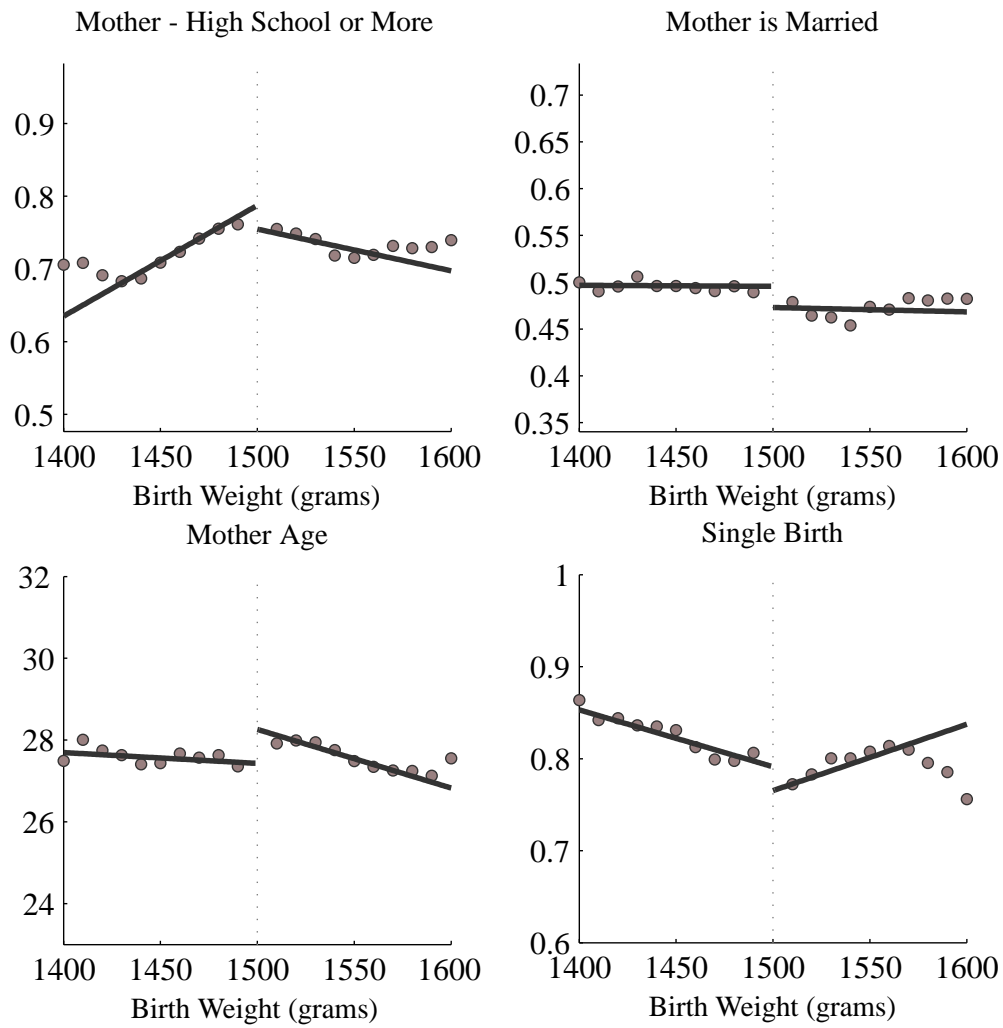 Mother - High School or More
0.9
0.8
0.7
0.6
0.5
1400 1450 1500 1550 1600
Birth Weight (grams)
Mother is Married
0.7
0.65
0.6
0.55
0.5
0.45
0.4
0.35
1400 1450 1500 1550 1600
Birth Weight (grams)
Mother Age
32
30
28
26
24
1400 1450 1500 1550 1600
Birth Weight (grams)
Single Birth
1
0.9
0.8
0.7
0.6
1400 1450 1500 1550 1600
Birth Weight (grams)